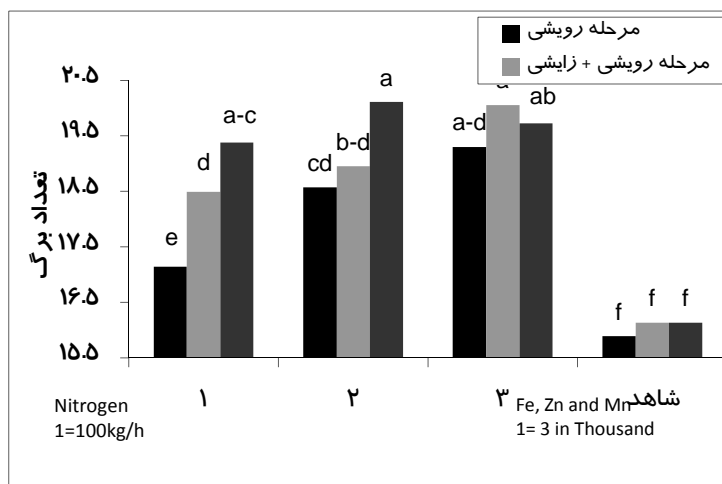 مرحله رویشی
مرحله رویشی + زایشی
تعداد برگ
۲۰.۵
۱۹.۵
۱۸.۵
۱۷.۵
۱۶.۵
۱۵.۵
e d a-c
cd b-d a
a-d a ab
f f f
۱ ۲ ۳ شاهد
Nitrogen
1=100kg/h
Fe, Zn and Mn
1= 3 in Thousand